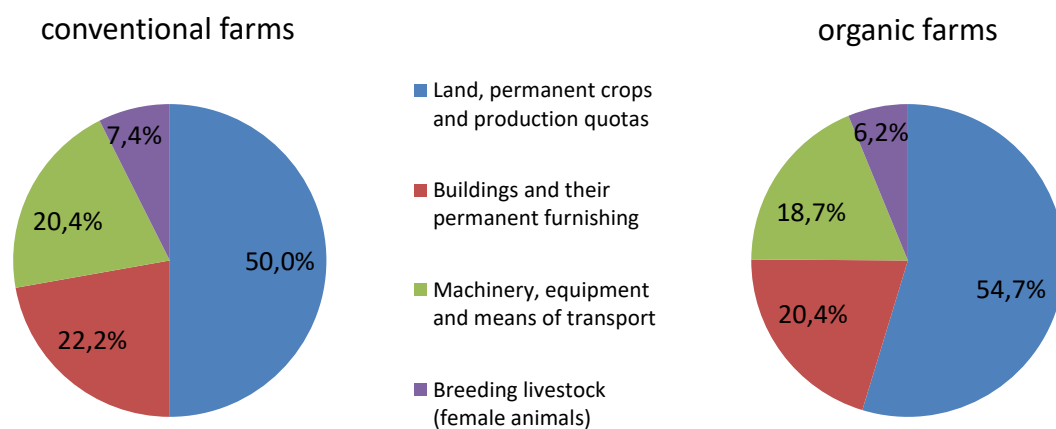 conventional farms
7,4%
20,4%
50,0%
22,2%
Land, permanent crops
and production quotas
Buildings and their
permanent furnishing
Machinery, equipment
and means of transport
Breeding livestock
(female animals)
organic farms
6,2%
18,7%
54,7%
20,4%